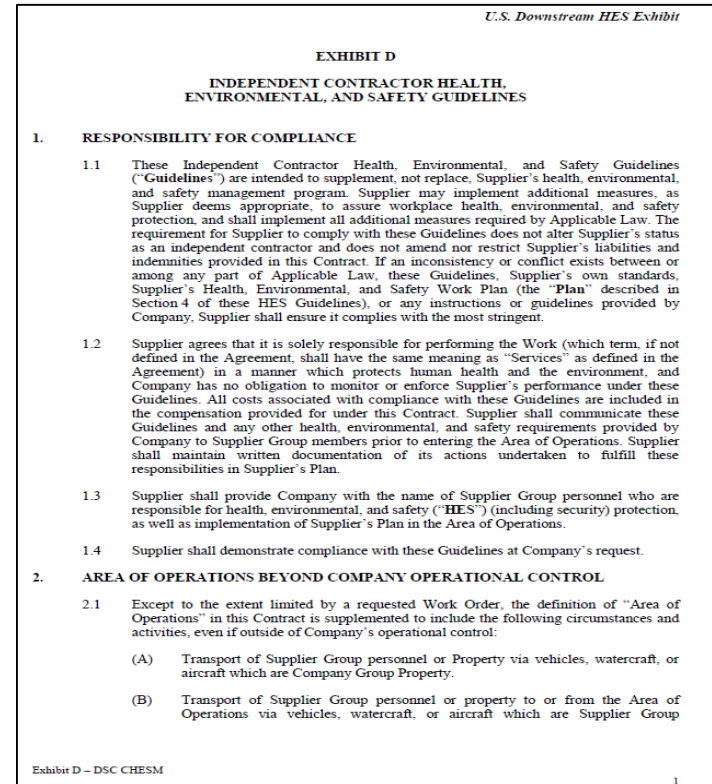 U.S. Downstream HES Exhibit
EXHIBIT D
INDEPENDENT CONTRACTOR HEALTH,
ENVIRONMENTAL, AND SAFETY GUIDELINES
1. RESPONSIBILITY FOR COMPLIANCE
1.1 These Independent Contractor Health, Environmental, and Safety Guidelines
(“Guidelines”) are intended to supplement, not replace, Supplier’s health, environmental,
and safety management program. Supplier may implement additional measures, as
Supplier deems appropriate, to assure workplace health, environmental, and safety
protection, and shall implement all additional measures required by Applicable Law. The
requirement for Supplier to comply with these Guidelines does not alter Supplier’s status
as an independent contractor and does not amend nor restrict Supplier’s liabilities and
indemnities provided in this Contract. If an inconsistency or conflict exists between or
among any part of Applicable Law, these Guidelines, Supplier’s own standards,
Supplier’s Health, Environmental, and Safety Work Plan (the “Plan” described in
Section 4 of these HES Guidelines), or any instructions or guidelines provided by
Company, Supplier shall ensure it complies with the most stringent.
1.2 Supplier agrees that it is solely responsible for performing the Work (which term, if not
defined in the Agreement, shall have the same meaning as “Services” as defined in the
Agreement) in a manner which protects human health and the environment, and
Company has no obligation to monitor or enforce Supplier’s performance under these
Guidelines. All costs associated with compliance with these Guidelines are included in
the compensation provided for under this Contract. Supplier shall communicate these
Guidelines and any other health, environmental, and safety requirements provided by
Company to Supplier Group members prior to entering the Area of Operations. Supplier
shall maintain written documentation of its actions undertaken to fulfill these
responsibilities in Supplier’s Plan.
1.3 Supplier shall provide Company with the name of Supplier Group personnel who are
responsible for health, environmental, and safety (“HES”) (including security) protection,
as well as implementation of Supplier’s Plan in the Area of Operations.
1.4 Supplier shall demonstrate compliance with these Guidelines at Company’s request.
2. AREA OF OPERATIONS BEYOND COMPANY OPERATIONAL CONTROL
2.1 Except to the extent limited by a requested Work Order, the definition of “Area of
Operations” in this Contract is supplemented to include the following circumstances and
activities, even if outside of Company’s operational control:
(A) Transport of Supplier Group personnel or Property via vehicles, watercraft, or
aircraft which are Company Group Property.
(B) Transport of Supplier Group personnel or property to or from the Area of
Operations via vehicles, watercraft, or aircraft which are Supplier Group
Exhibit D – DSC CHESM
1